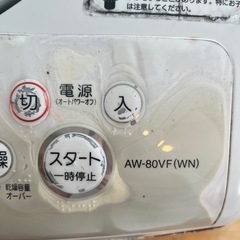 は注意してください。
電源
(オートパワーオフ)
切
入
燥
スタート
一時停止
AW-80VF(WN)
乾燥容量
オーバー